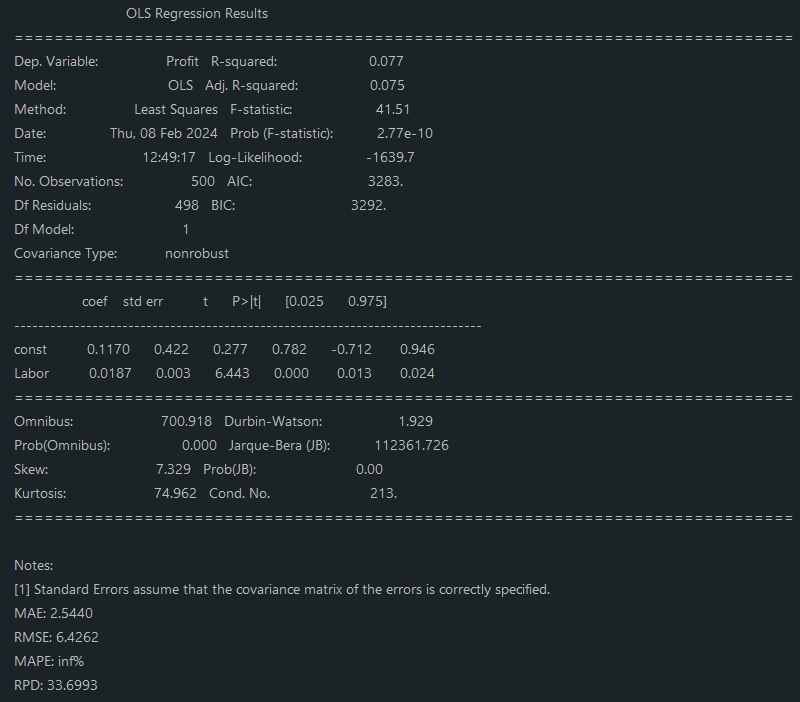 OLS Regression Results
==============================================================================
Dep. Variable: Profit R-squared: 0.077
Model: OLS Adj. R-squared: 0.075
Method: Least Squares F-statistic: 41.51
Date: Thu, 08 Feb 2024 Prob (F-statistic): 2.77e-10
Time: 12:49:17 Log-Likelihood: -1639.7
No. Observations: 500 AIC: 3283.
Df Residuals: 498 BIC: 3292.
Df Model: 1
Covariance Type: nonrobust
==============================================================================
coef std err t P>|t| [0.025 0.975]
------------------------------------------------------------------------------
const 0.1170 0.422 0.277 0.782 -0.712 0.946
Labor 0.0187 0.003 6.443 0.000 0.013 0.024
==============================================================================
Omnibus: 700.918 Durbin-Watson: 1.929
Prob(Omnibus): 0.000 Jarque-Bera (JB): 112361.726
Skew: 7.329 Prob(JB): 0.00
Kurtosis: 74.962 Cond. No. 213.
==============================================================================
Notes:
[1] Standard Errors assume that the covariance matrix of the errors is correctly specified.
MAE: 2.5440
RMSE: 6.4262
MAPE: inf%
RPD: 33.6993